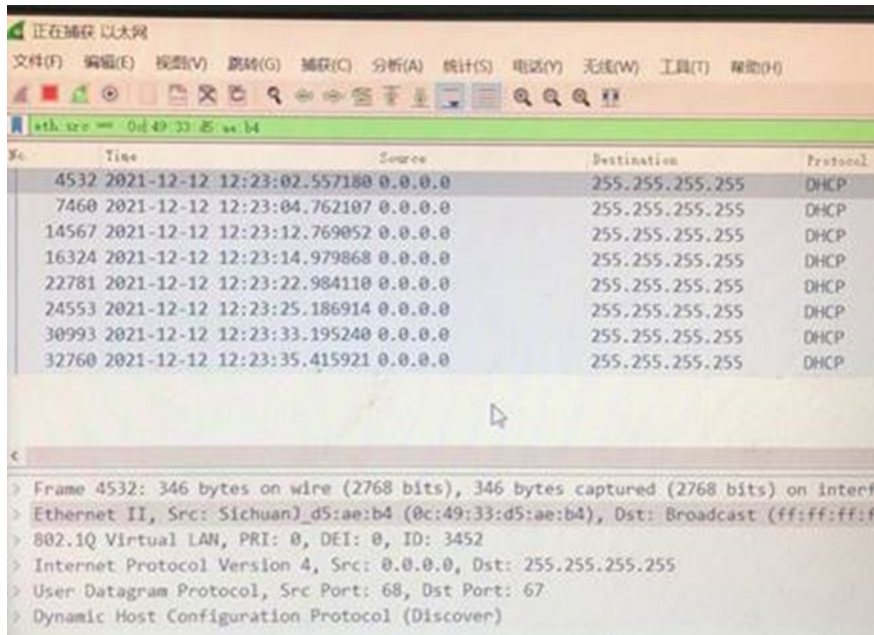 正在捕获 以太网
文件(F) 编辑(E) 视图(V) 跳转(G) 捕获(C) 分析(A) 统计(S) 电话(Y) 无线(W) 工具(T) 帮助(H)
eth src == 49:33 ae:b4
No. Time Source Destination Protocol
4532 2021-12-12 12:23:02.557180 0.0.0.0 255.255.255.255 DHCP
7460 2021-12-12 12:23:04.762107 0.0.0.0 255.255.255.255 DHCP
14567 2021-12-12 12:23:12.769052 0.0.0.0 255.255.255.255 DHCP
16324 2021-12-12 12:23:14.979868 0.0.0.0 255.255.255.255 DHCP
22781 2021-12-12 12:23:22.984110 0.0.0.0 255.255.255.255 DHCP
24553 2021-12-12 12:23:25.186914 0.0.0.0 255.255.255.255 DHCP
30993 2021-12-12 12:23:33.195240 0.0.0.0 255.255.255.255 DHCP
32760 2021-12-12 12:23:35.415921 0.0.0.0 255.255.255.255 DHCP
Frame 4532: 346 bytes on wire (2768 bits), 346 bytes captured (2768 bits) on interf
Ethernet II, Src: SichuanJ_d5:ae:b4 (0c:49:33:d5:ae:b4), Dst: Broadcast (ff:ff:ff:f
802.1Q Virtual LAN, PRI: 0, DEI: 0, ID: 3452
Internet Protocol Version 4, Src: 0.0.0.0, Dst: 255.255.255.255
User Datagram Protocol, Src Port: 68, Dst Port: 67
Dynamic Host Configuration Protocol (Discover)